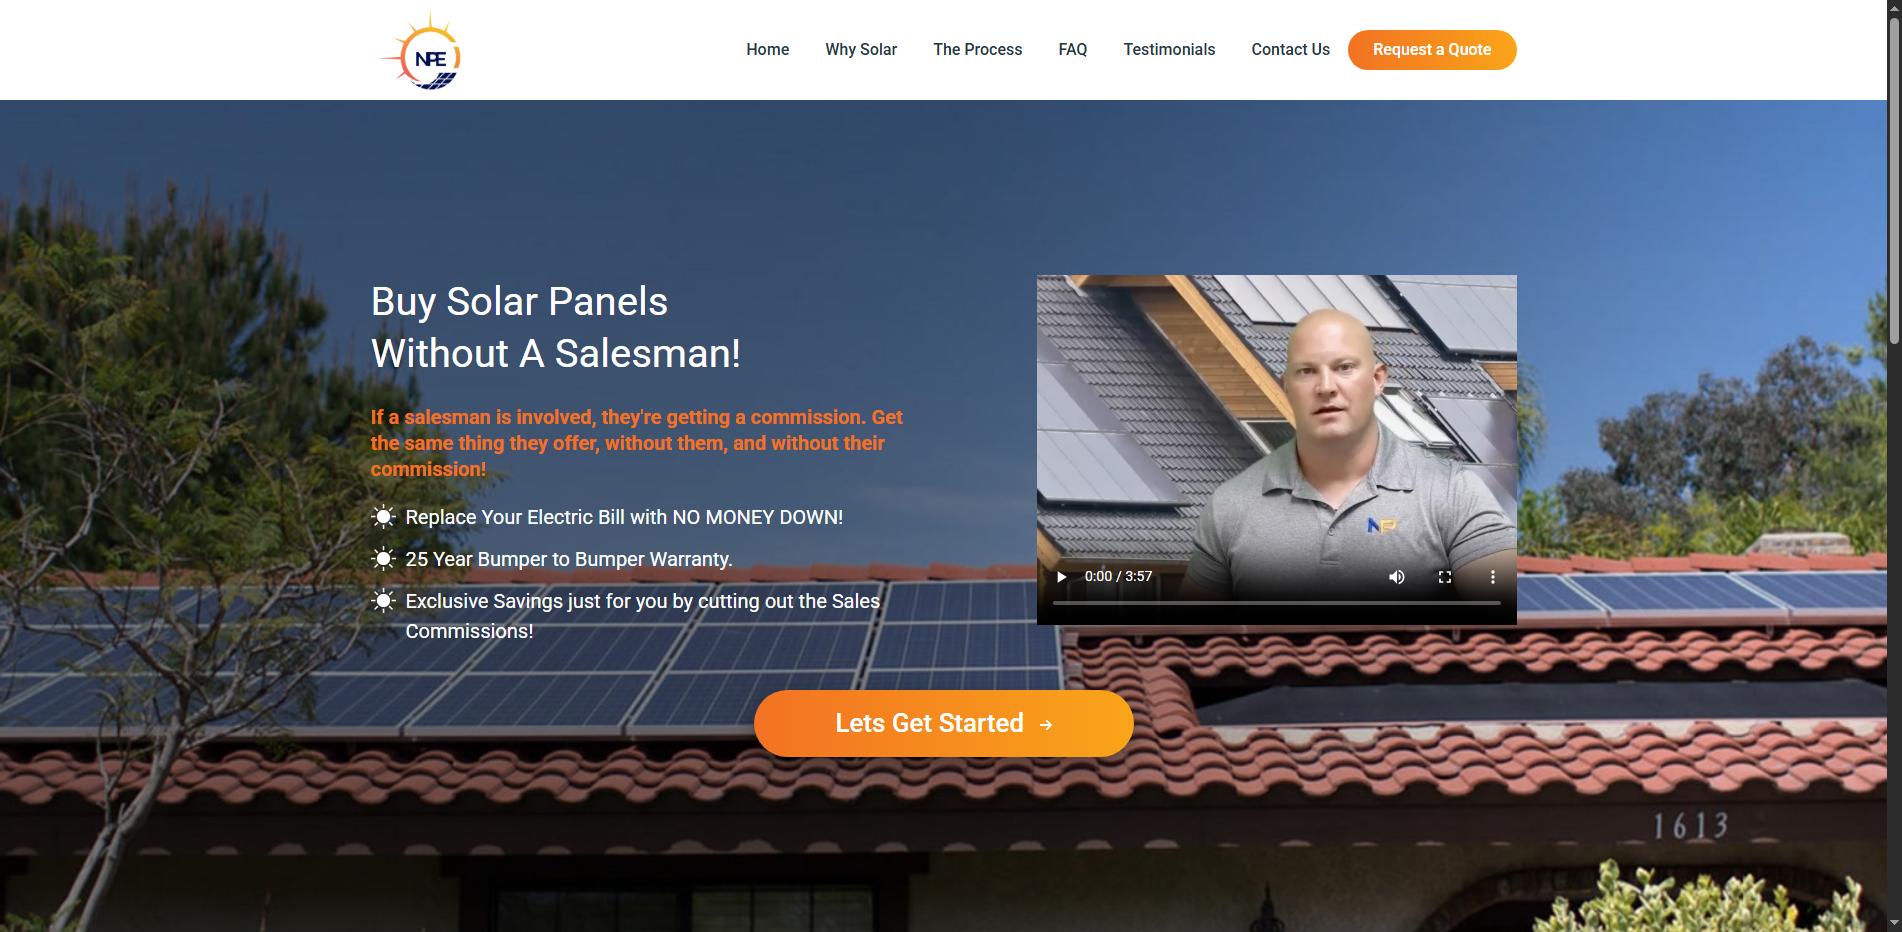 NPE
Home Why Solar The Process FAQ Testimonials Contact Us Request a Quote
Buy Solar Panels
Without A Salesman!
If a salesman is involved, they're getting a commission. Get
the same thing they offer, without them, and without their
commission!
Replace Your Electric Bill with NO MONEY DOWN!
25 Year Bumper to Bumper Warranty.
Exclusive Savings just for you by cutting out the Sales
Commissions!
NP
0:00 / 3:57
Lets Get Started →
1613